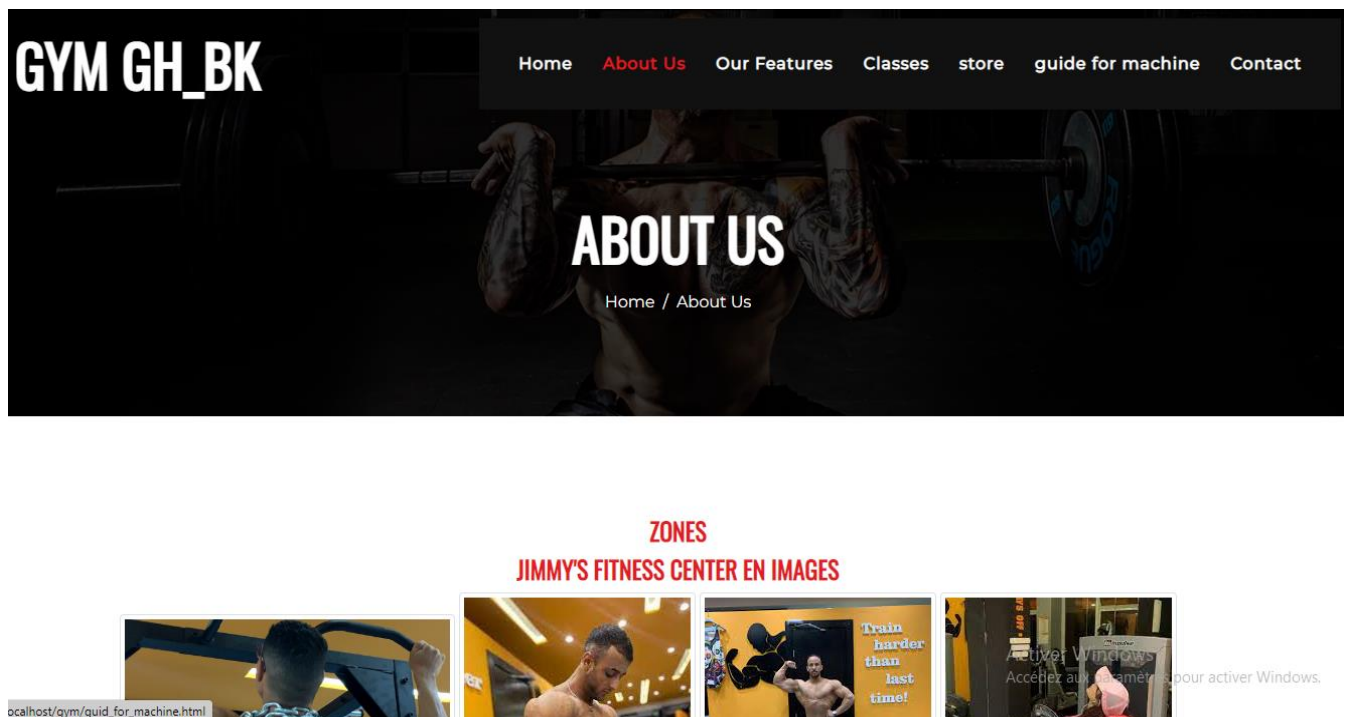 GYM GH_BK
Home About Us Our Features Classes store guide for machine Contact
ABOUT US
Home / About Us
ZONES
JIMMY'S FITNESS CENTER EN IMAGES
Train
harder
than
last
time!
Activer Windows
Accédez aux paramètres pour activer Windows.
ocalhost/gym/guid_for_machine.html